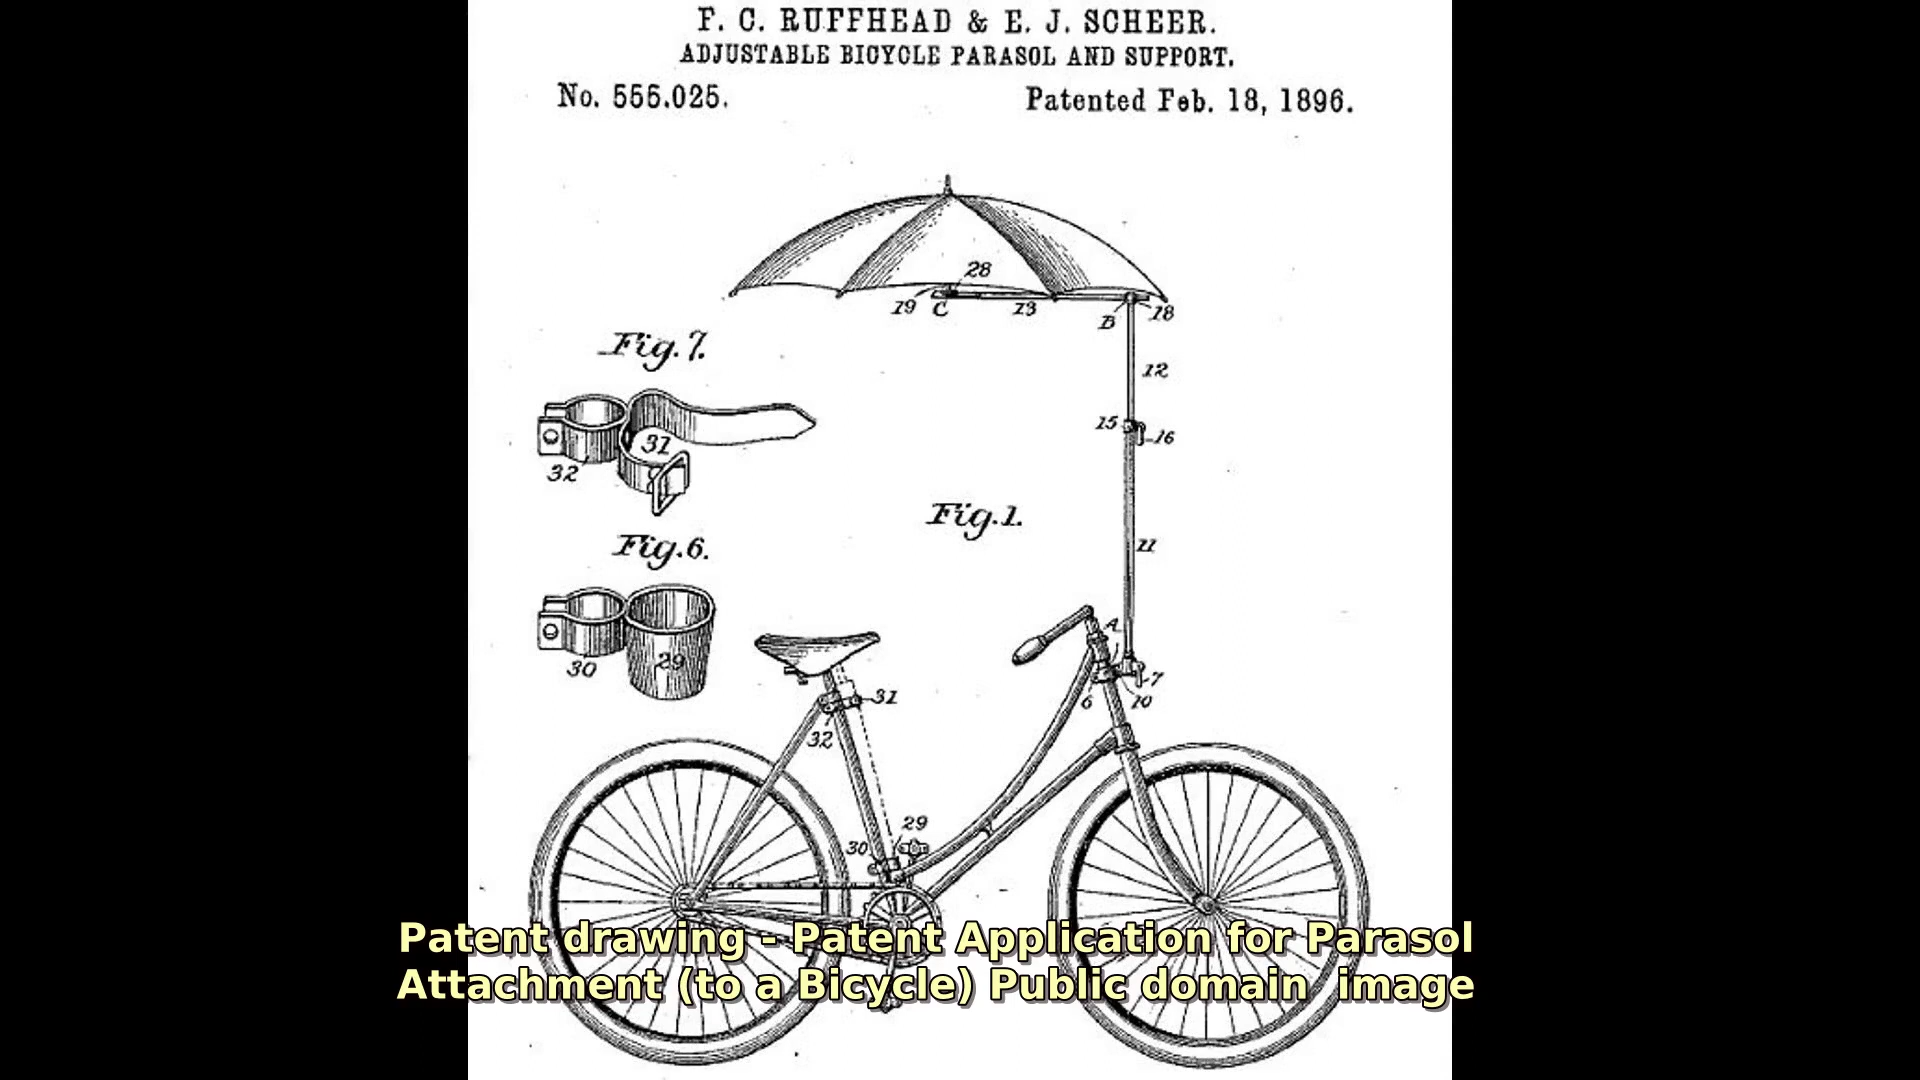 F. C. RUFFHEAD & E. J. SCHEER.
ADJUSTABLE BICYCLE PARASOL AND SUPPORT.
No. 555.025.
Patented Feb. 18, 1896.
28
19
C
13
B
18
Fig. 7.
12
15
16
31
32
Fig. 1.
Fig. 6.
11
A
29
30
7
6
10
31
32
29
30
Patent drawing - Patent Application for Parasol
Attachment (to a Bicycle) Public domain image